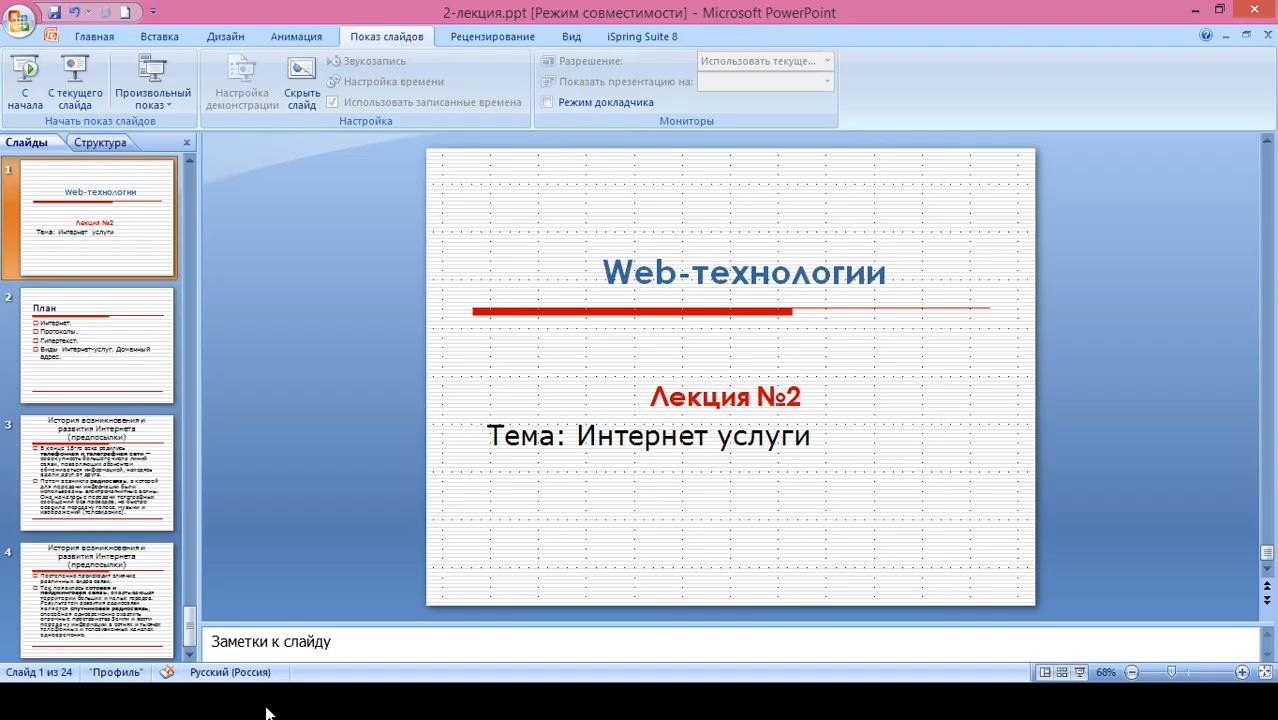 2-лекция.ppt [Режим совместимости] - Microsoft PowerPoint
Главная Вставка Дизайн Анимация Показ слайдов Рецензирование Вид iSpring Suite 8
С начала
С текущего слайда
Произвольный показ
Начать показ слайдов
Настройка демонстрации
Скрыть слайд
Звукозапись
Настройка времени
Использовать записанные времена
Настройка
Разрешение: Использовать текуще...
Показать презентацию на:
Режим докладчика
Мониторы
Слайды Структура
1
Web-технологии
Лекция №2
Тема: Интернет услуги
2
План
Интернет.
Протоколы.
Гипертекст.
Виды Интернет-услуг. Доменный
адрес.
3
История возникновения и
развития Интернета
(предпосылки)
4
История возникновения и
развития Интернета
(предпосылки)
Web-технологии
Лекция №2
Тема: Интернет услуги
Заметки к слайду
Слайд 1 из 24 "Профиль" Русский (Россия) 68%